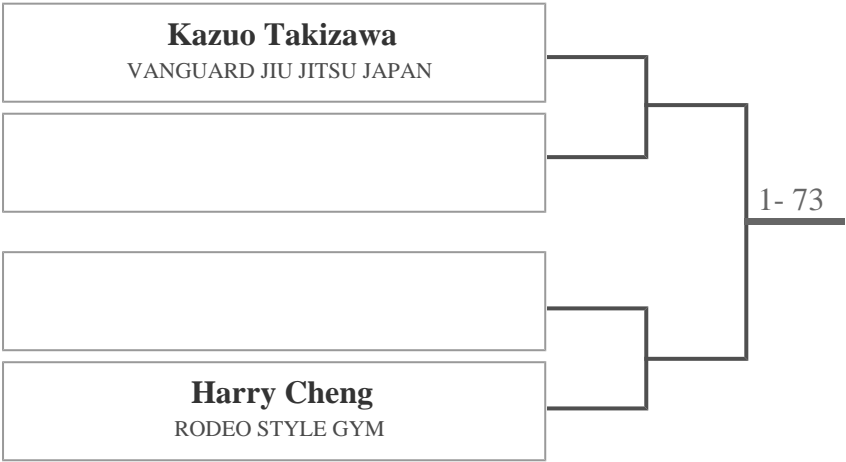 Kazuo Takizawa
VANGUARD JIU JITSU JAPAN
1- 73
Harry Cheng
RODEO STYLE GYM